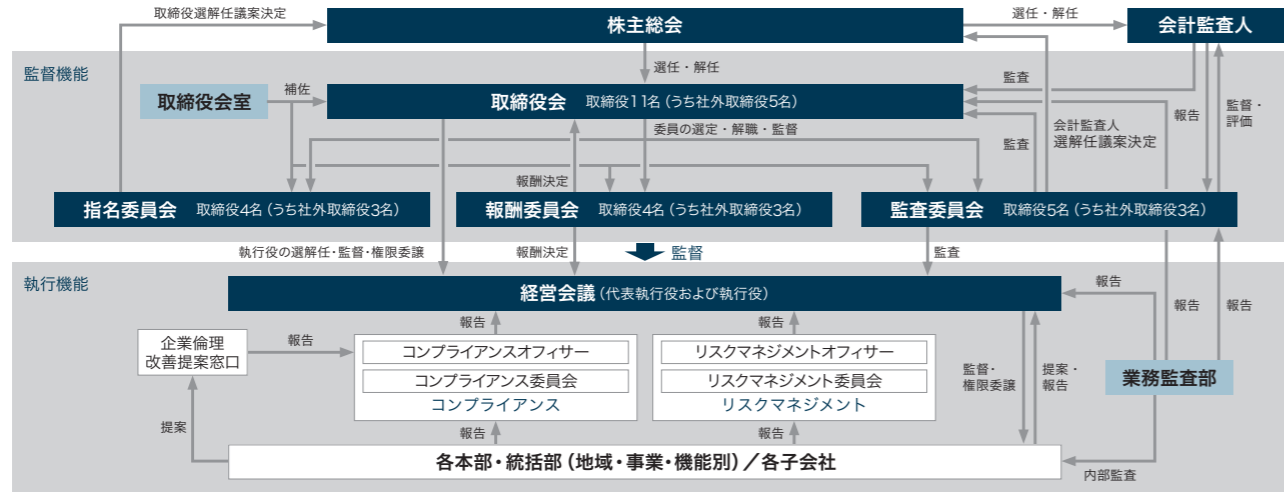 取締役選解任議案決定
株主総会
選任・解任
会計監査人
監督機能
選任・解任
監査
取締役会室
補佐
取締役会 取締役11名（うち社外取締役5名）
委員の選定・解職・監督
監査
会計監査人
選解任議案決定
報告
監督・
評価
報酬決定
指名委員会 取締役4名（うち社外取締役3名）
報酬委員会 取締役4名（うち社外取締役3名）
監査委員会 取締役5名（うち社外取締役3名）
執行役の選解任・監督・権限委譲
報酬決定
監督
監査
執行機能
経営会議（代表執行役および執行役）
報告
報告
報告
報告
報告
企業倫理
改善提案窓口
報告
コンプライアンスオフィサー
コンプライアンス委員会
コンプライアンス
リスクマネジメントオフィサー
リスクマネジメント委員会
リスクマネジメント
監督・
権限委譲
提案・
報告
業務監査部
提案
報告
報告
各本部・統括部（地域・事業・機能別）／各子会社
内部監査